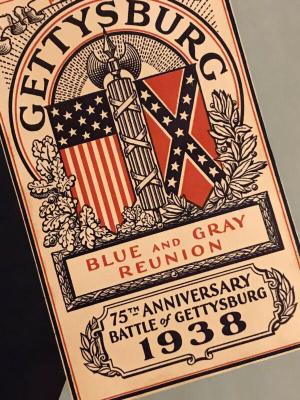 GETTYSBURG
BLUE AND GRAY
REUNION
75TH ANNIVERSARY
BATTLE of GETTYSBURG
1938